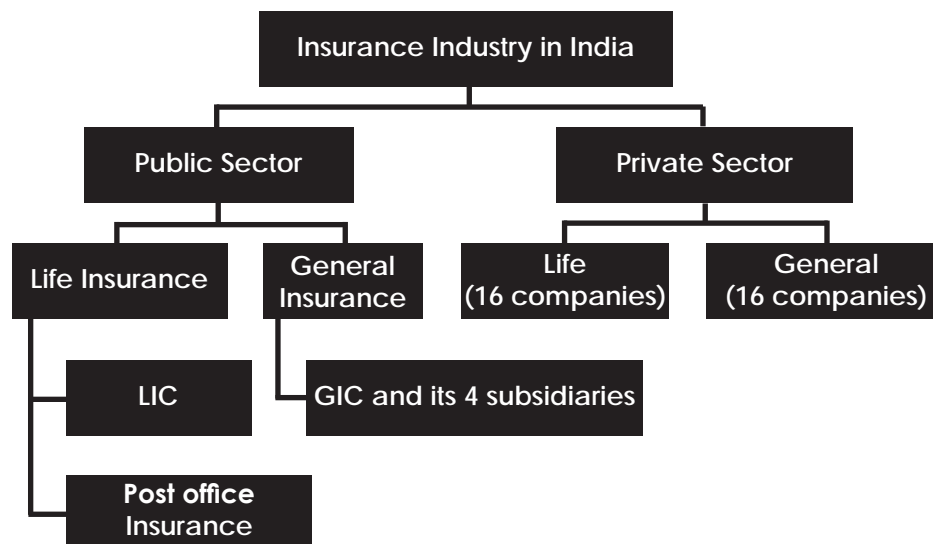 Insurance Industry in India
Public Sector
Private Sector
Life Insurance
General
Insurance
Life
(16 companies)
General
(16 companies)
LIC
GIC and its 4 subsidiaries
Post office
Insurance